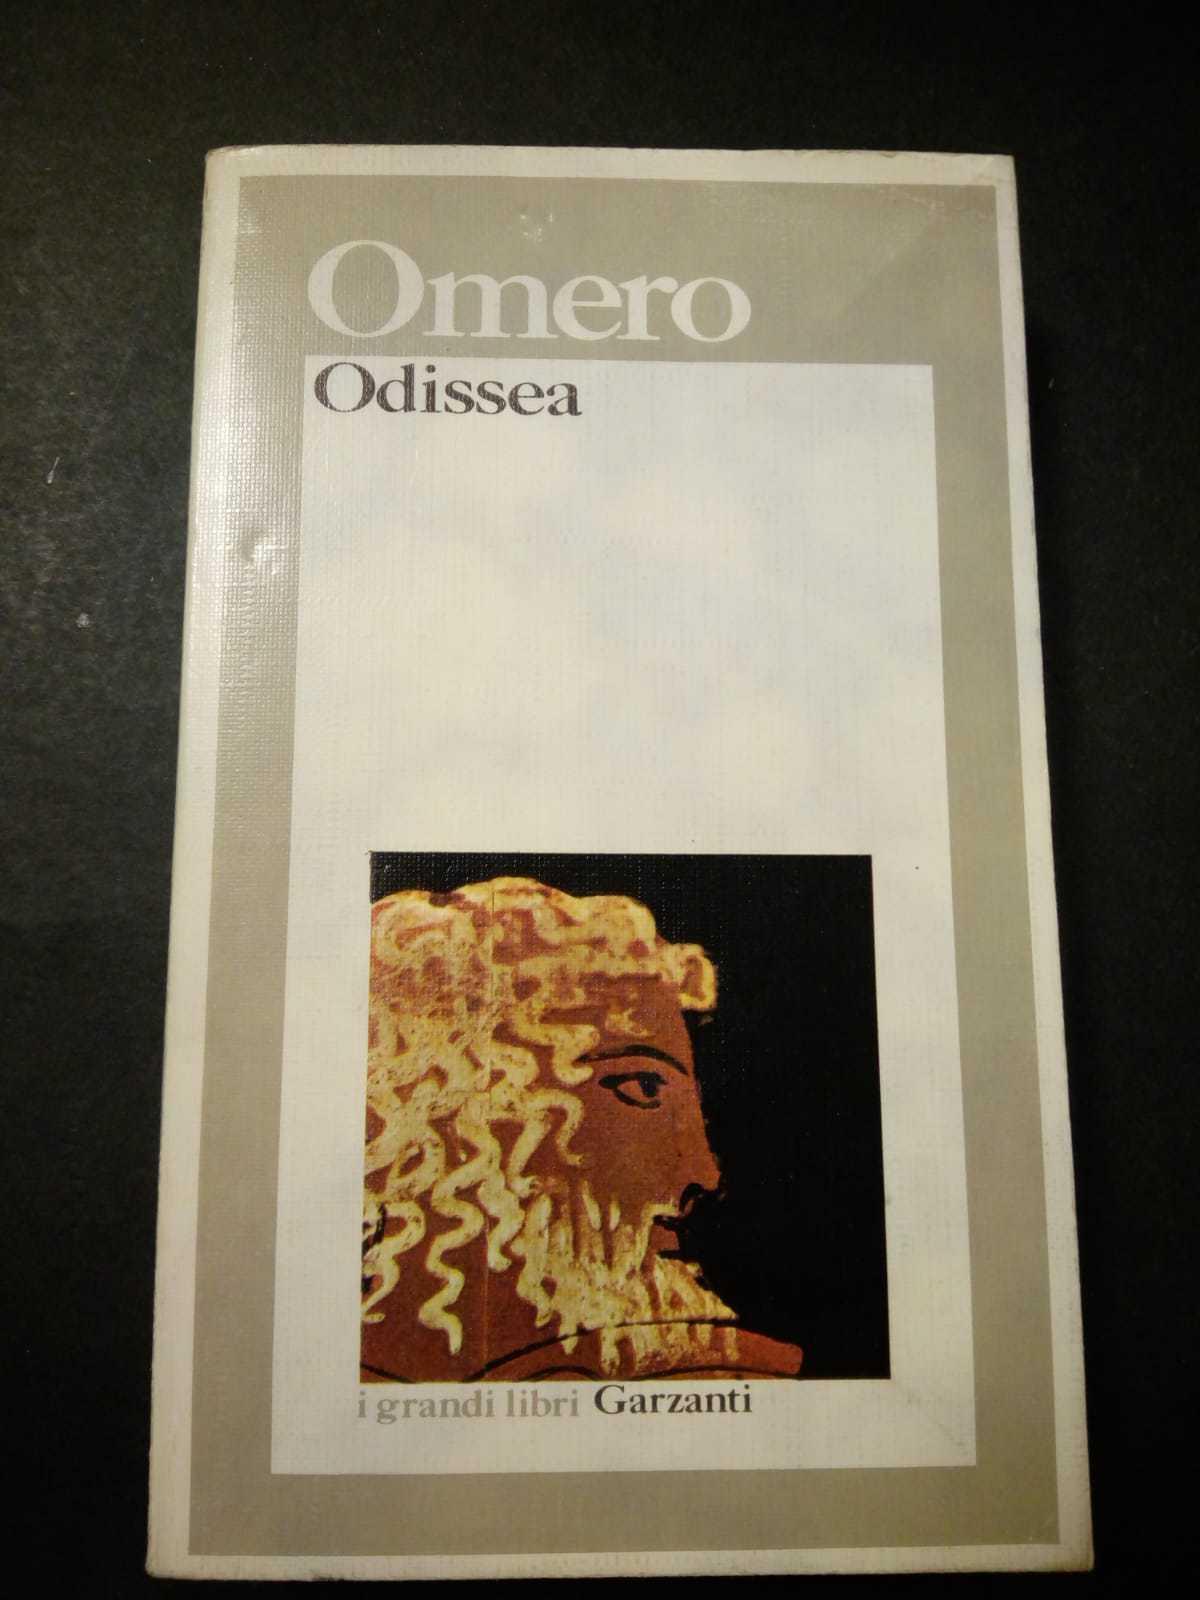 Omero
Odissea
i grandi libri Garzanti